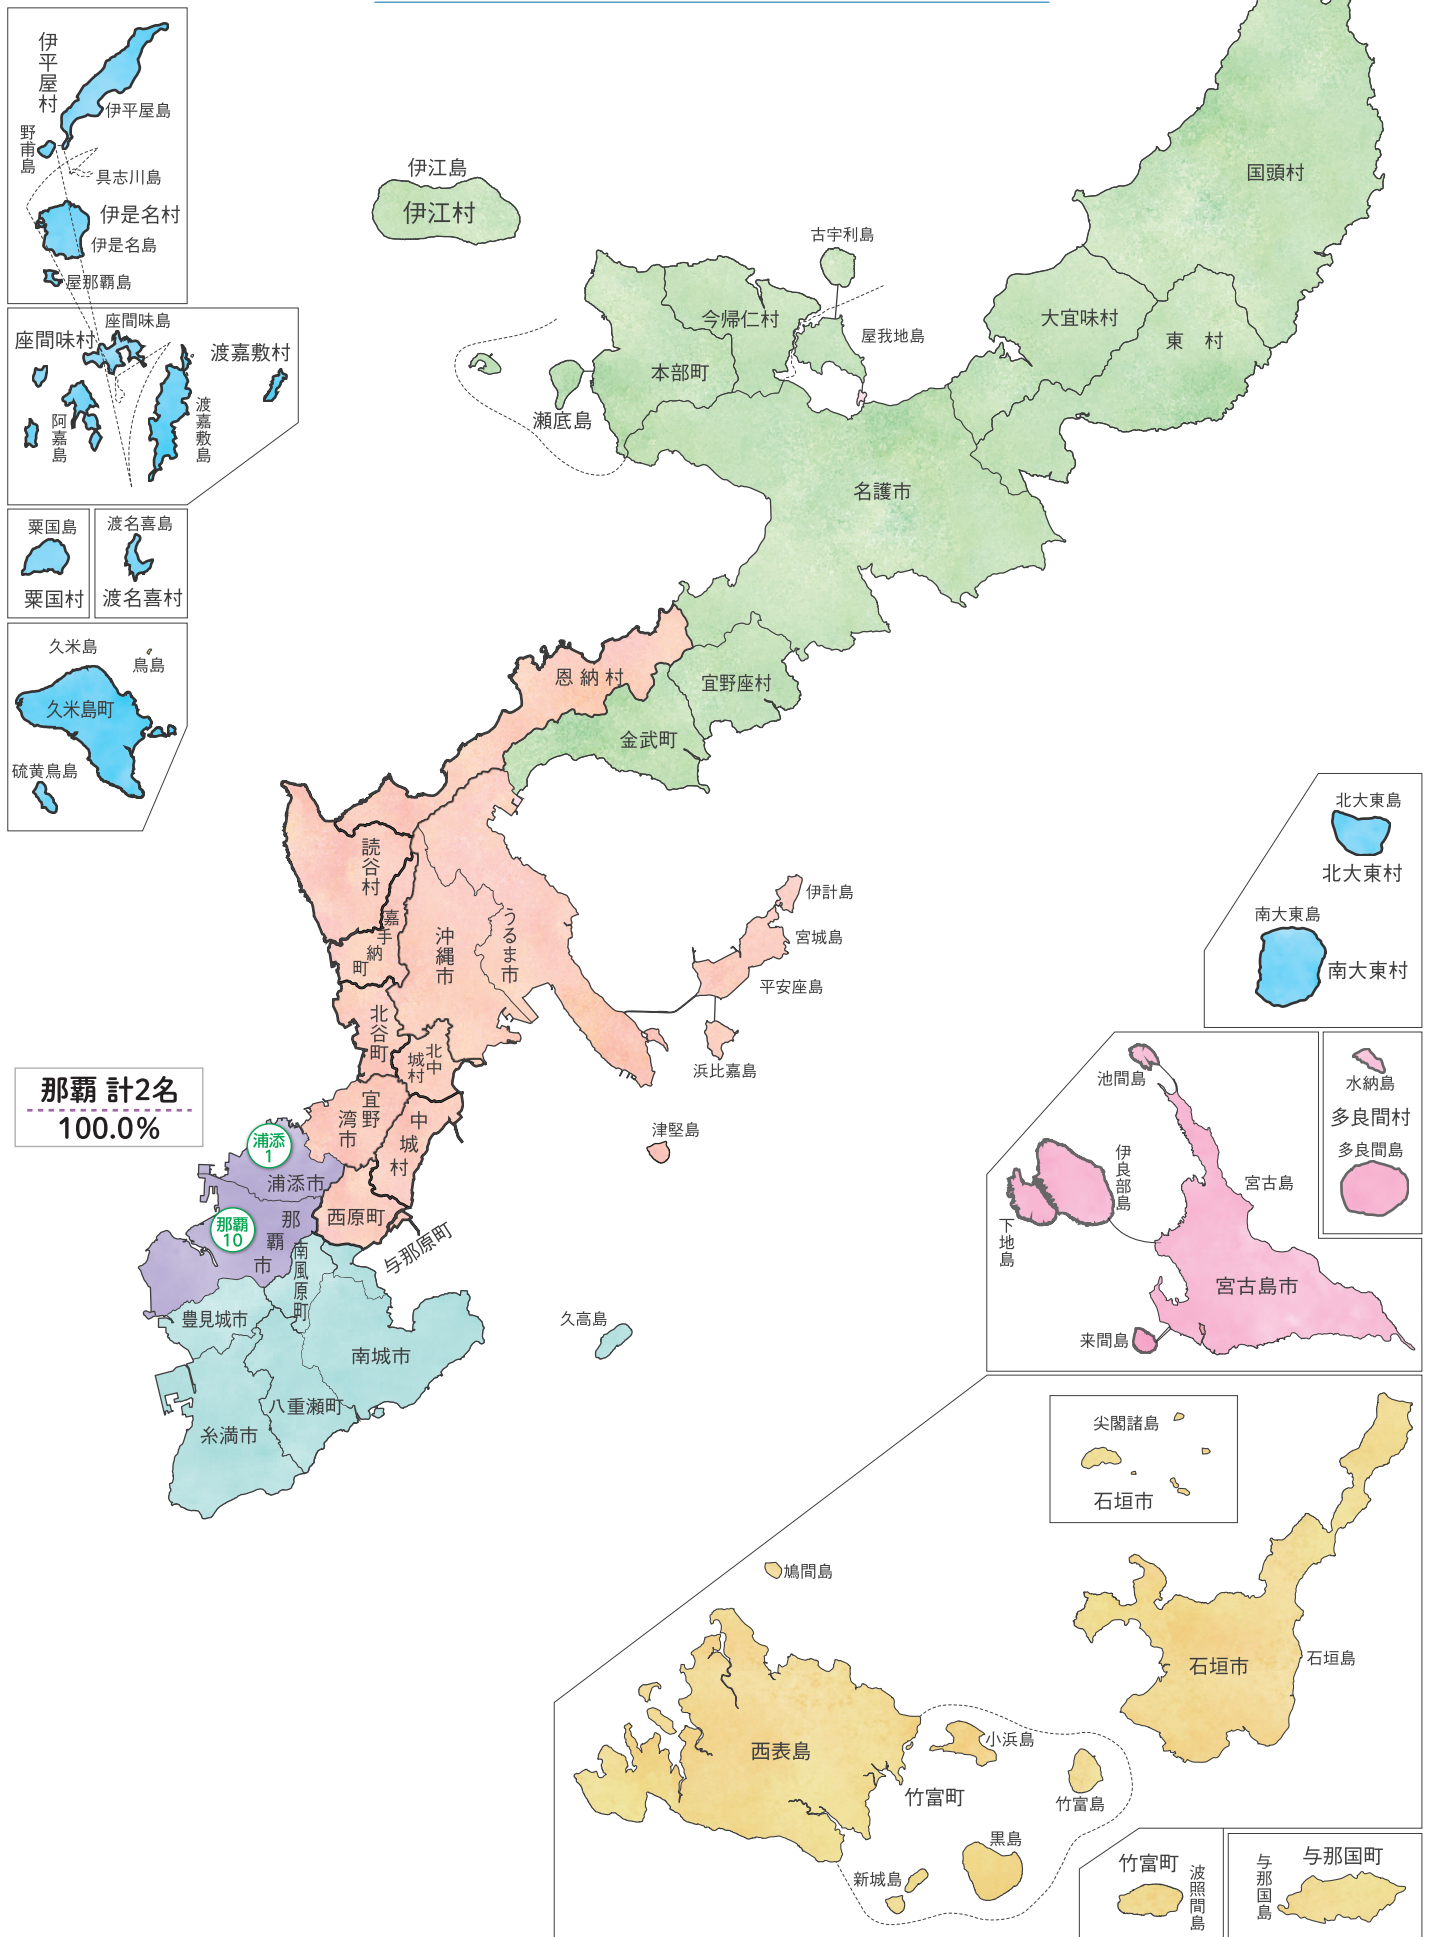 伊平屋村
伊平屋島
野甫島
具志川島
伊是名村
伊是名島
屋那覇島
座間味島
座間味村
渡嘉敷村
阿嘉島
渡嘉敷島
粟国島
粟国村
渡名喜島
渡名喜村
久米島
鳥島
久米島町
硫黄鳥島
伊江島
伊江村
国頭村
古宇利島
今帰仁村
屋我地島
大宜味村
東 村
本部町
瀬底島
名護市
恩納村
宜野座村
金武町
読谷村
嘉手納町
沖縄市
うるま市
伊計島
宮城島
平安座島
浜比嘉島
北谷町
北中城村
宜野湾市
中城村
津堅島
那覇 計2名
100.0%
浦添
1
浦添市
西原町
与那原町
那覇
10
那覇市
南風原町
豊見城市
南城市
久高島
八重瀬町
糸満市
北大東島
北大東村
南大東島
南大東村
池間島
水納島
多良間村
多良間島
伊良部島
下地島
宮古島
宮古島市
来間島
尖閣諸島
石垣市
鳩間島
石垣市
石垣島
西表島
小浜島
竹富町
竹富島
黒島
新城島
竹富町
波照間島
与那国町
与那国島